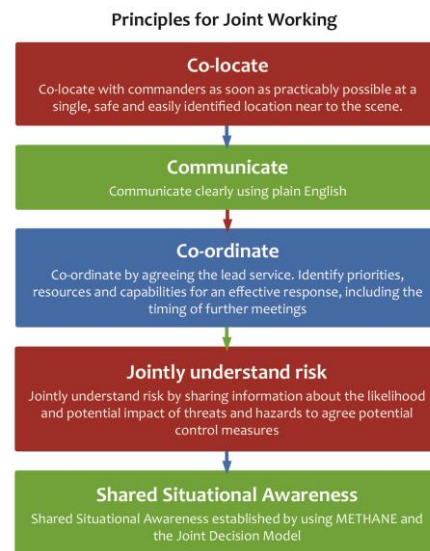 Principles for Joint Working
Co-locate
Co-locate with commanders as soon as practicably possible at a
single, safe and easily identified location near to the scene.
Communicate
Communicate clearly using plain English
Co-ordinate
Co-ordinate by agreeing the lead service. Identify priorities,
resources and capabilities for an effective response, including the
timing of further meetings
Jointly understand risk
Jointly understand risk by sharing information about the likelihood
and potential impact of threats and hazards to agree potential
control measures
Shared Situational Awareness
Shared Situational Awareness established by using METHANE and
the Joint Decision Model